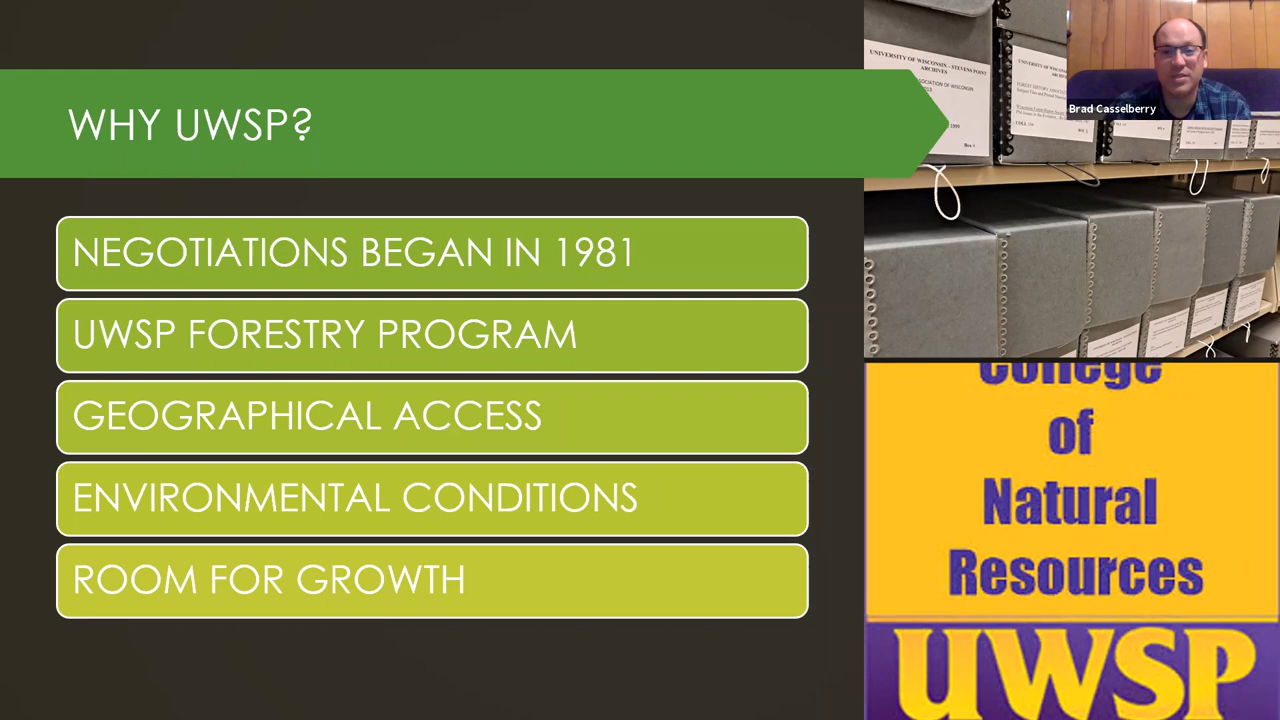 WHY UWSP?
NEGOTIATIONS BEGAN IN 1981
UWSP FORESTRY PROGRAM
GEOGRAPHICAL ACCESS
ENVIRONMENTAL CONDITIONS
ROOM FOR GROWTH
UNIVERSITY OF WISCONSIN - STEVENS POINT
ARCHIVES
Brad Casselberry
College
of
Natural
Resources
UWSP